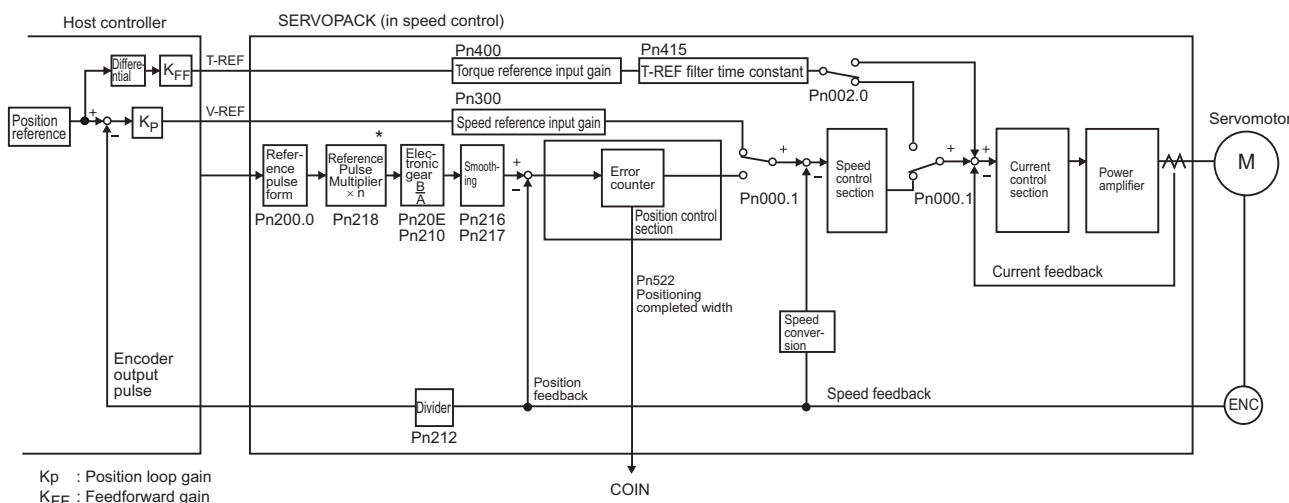 Host controller
SERVOPACK (in speed control)
Differe-
ntial
KFF
T-REF
Pn400
Torque reference input gain
Pn415
T-REF filter time constant
Pn002.0
Position
reference
+
−
KP
V-REF
Pn300
Speed reference input gain
Servomotor
M
*
Refer-
ence
pulse
form
Pn200.0
Reference
Pulse
Multiplier
× n
Pn218
Elec-
tronic
gear
B
A
Pn20E
Pn210
Smooth-
ing
Pn216
Pn217
+
−
Error
counter
Position control
section
Pn000.1
+
−
Speed
control
section
Pn000.1
+
+
−
Current
control
section
Power
amplifier
Current feedback
Pn522
Positioning
completed width
Speed
conver-
sion
Encoder
output
pulse
Divider
Pn212
Position
feedback
Speed feedback
ENC
COIN
Kp : Position loop gain
KFF : Feedforward gain